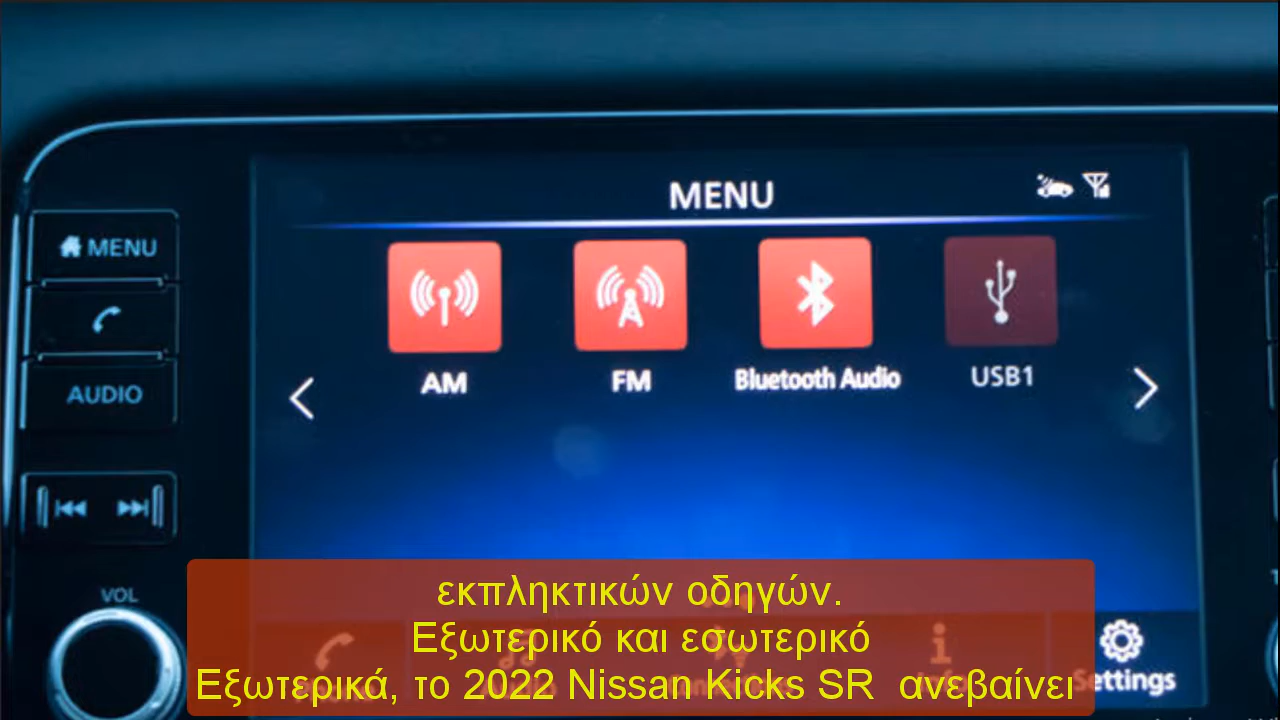 MENU
MENU
AM
FM
Bluetooth Audio
USB1
AUDIO
VOL
εκπληκτικών οδηγών.
Εξωτερικό και εσωτερικό
Εξωτερικά, το 2022 Nissan Kicks SR ανεβαίνει
Settings